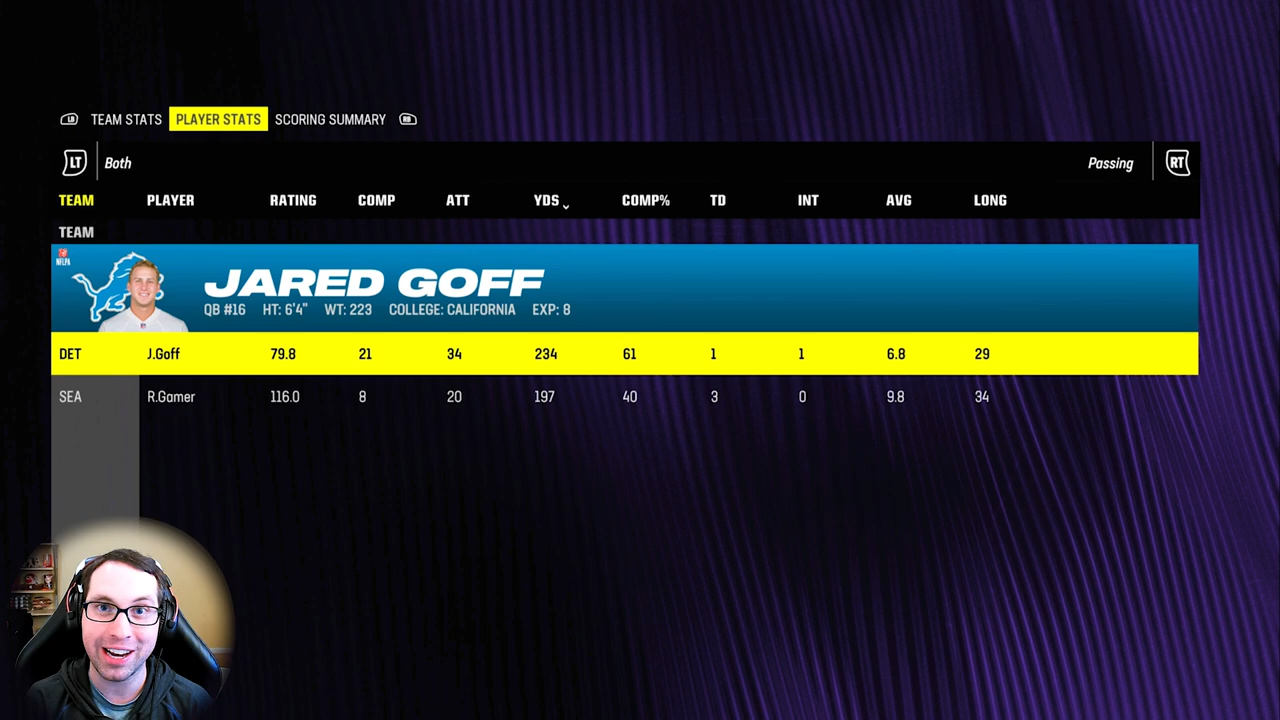 LB TEAM STATS PLAYER STATS SCORING SUMMARY RB
LT Both Passing RT
TEAM PLAYER RATING COMP ATT YDS COMP% TD INT AVG LONG
TEAM
NFLPA
JARED GOFF
QB #16 HT: 6'4" WT: 223 COLLEGE: CALIFORNIA EXP: 8
DET J.Goff 79.8 21 34 234 61 1 1 6.8 29
SEA R.Gamer 116.0 8 20 197 40 3 0 9.8 34